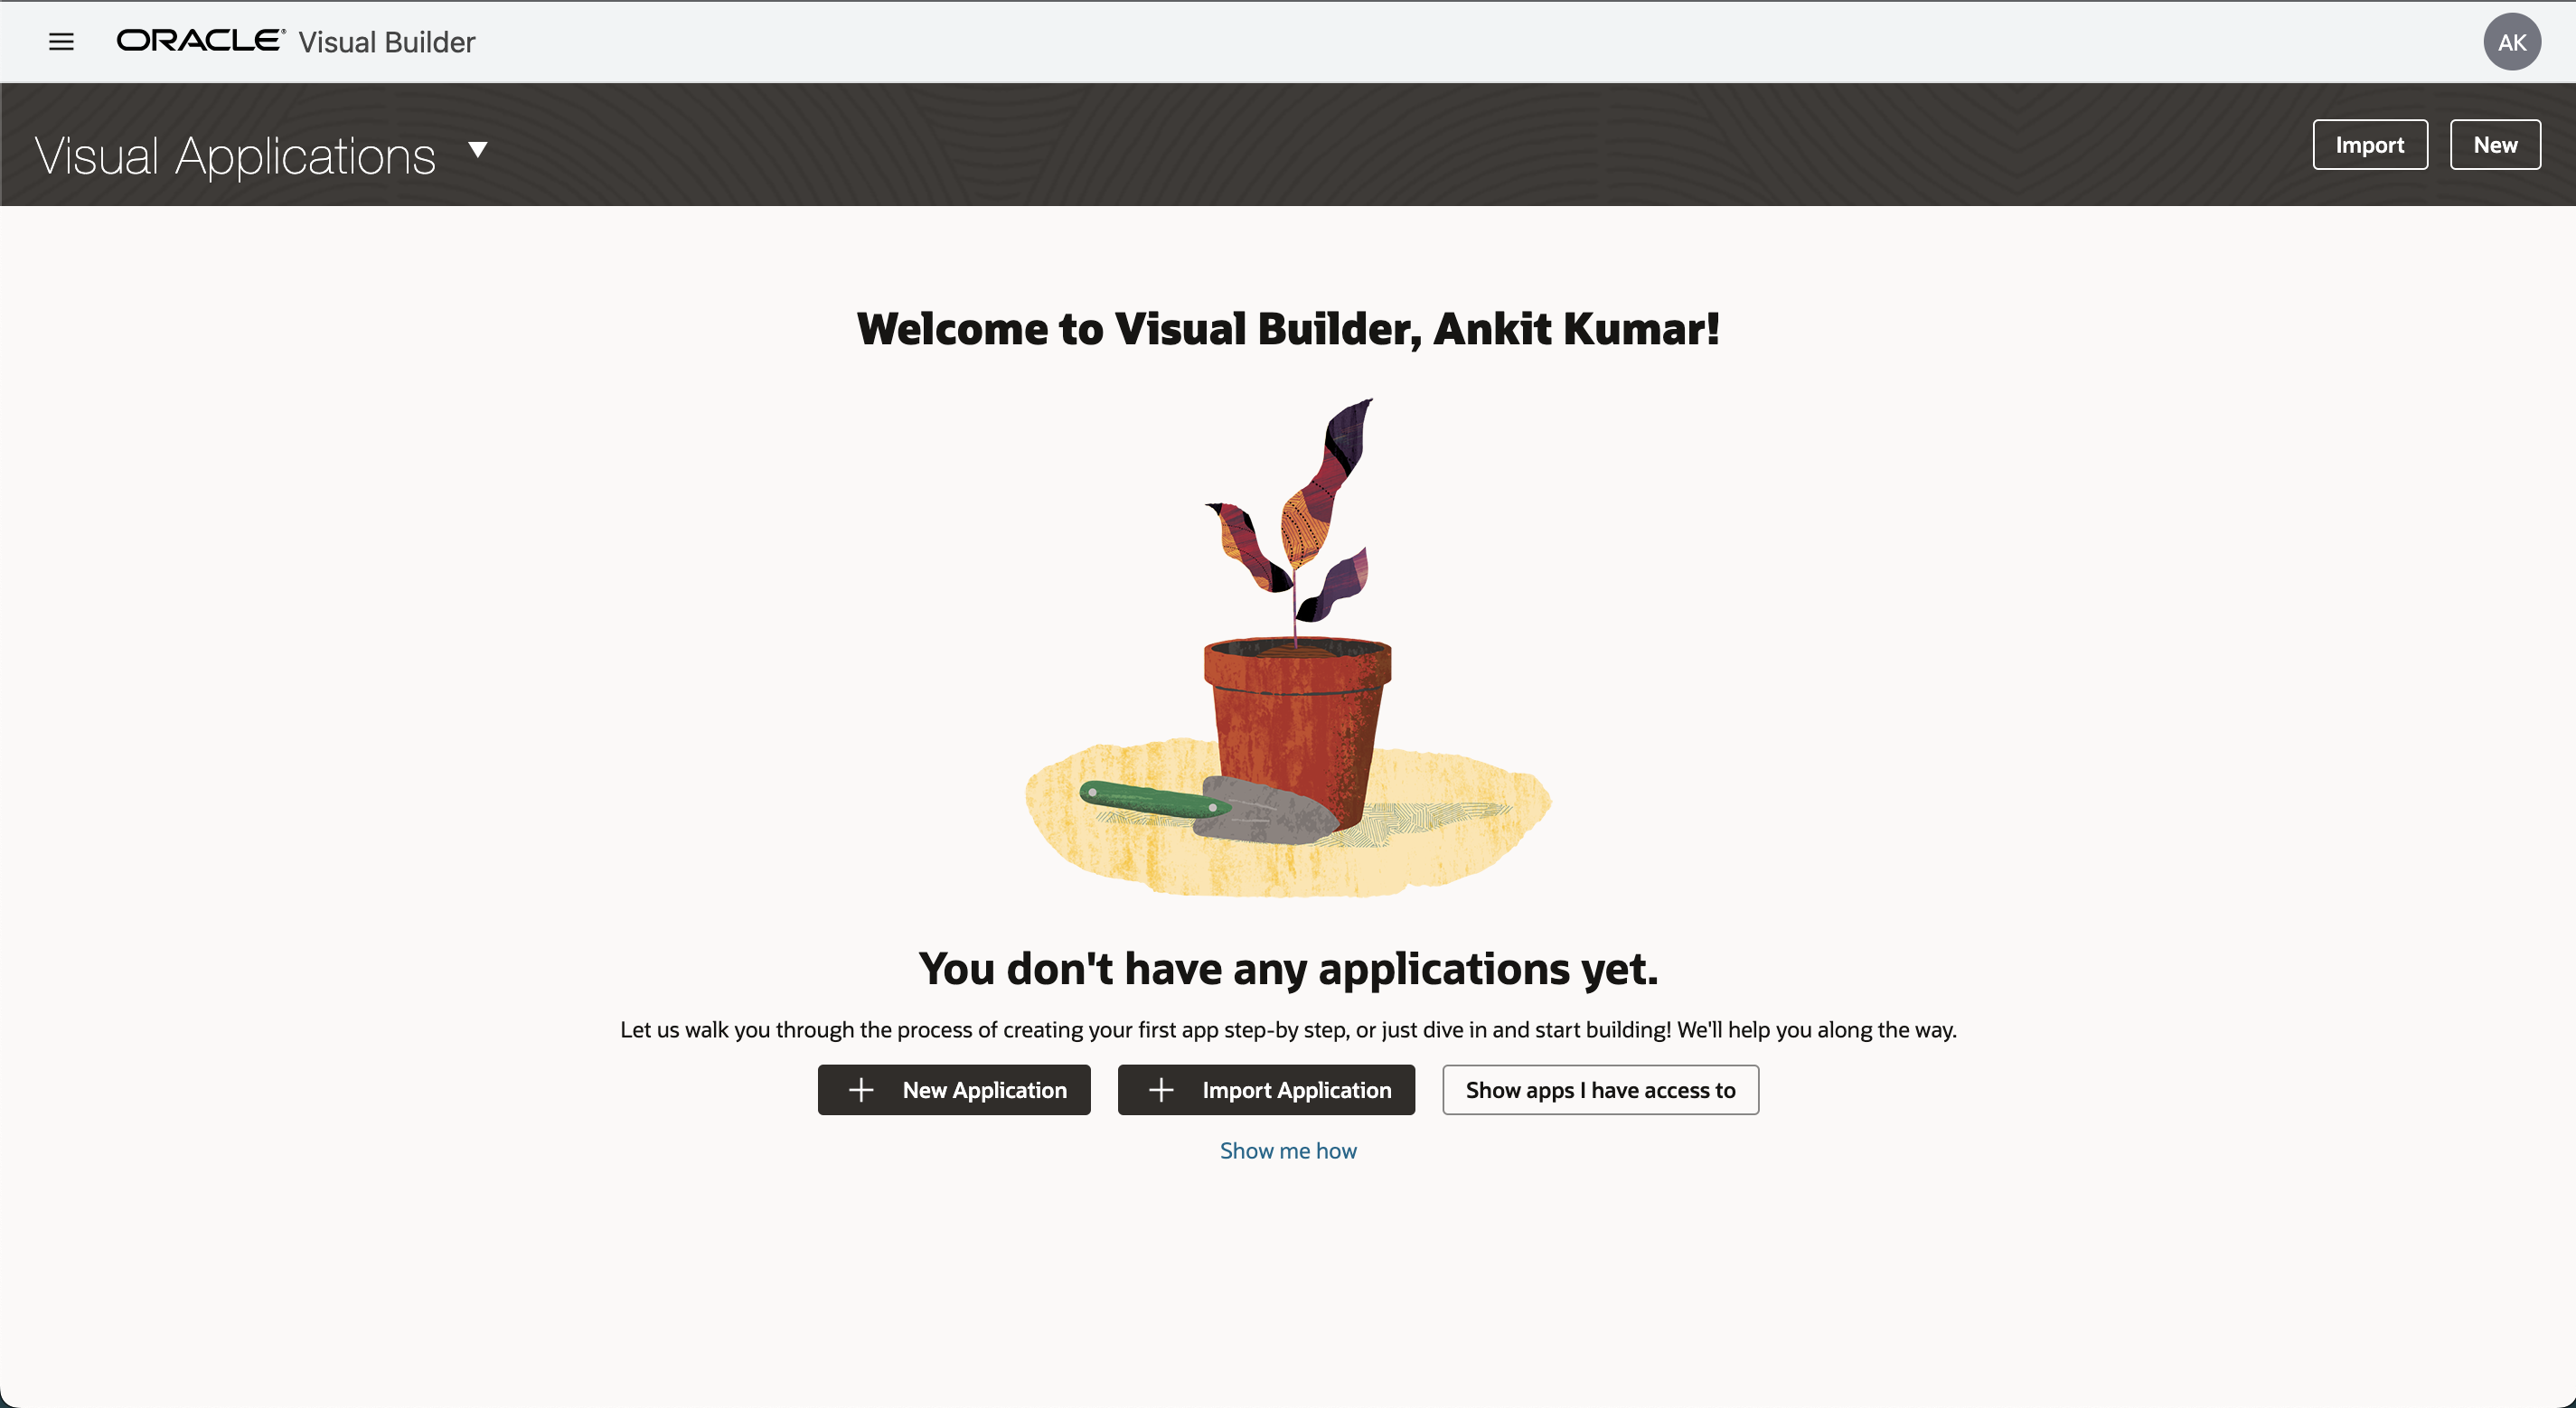 ORACLE Visual Builder
AK
Visual Applications
Import
New
Welcome to Visual Builder, Ankit Kumar!
You don't have any applications yet.
Let us walk you through the process of creating your first app step-by step, or just dive in and start building! We'll help you along the way.
New Application
Import Application
Show apps I have access to
Show me how